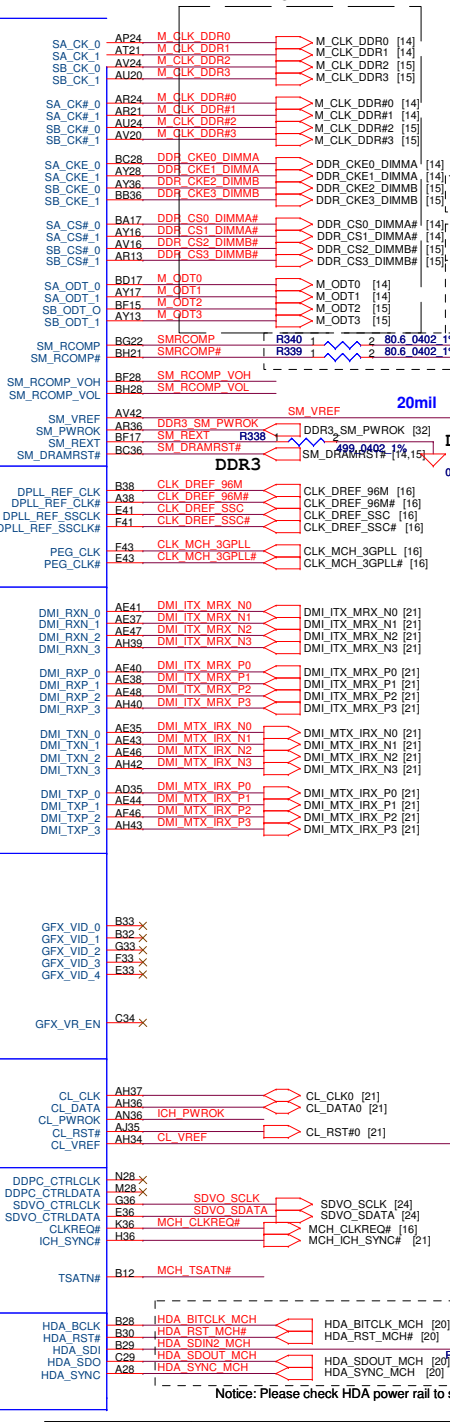 SA_CK_0 AP24 M_CLK_DDR0 M_CLK_DDR0 [14]
SA_CK_1 AT21 M_CLK_DDR1 M_CLK_DDR1 [14]
SB_CK_0 AV24 M_CLK_DDR2 M_CLK_DDR2 [15]
SB_CK_1 AU20 M_CLK_DDR3 M_CLK_DDR3 [15]
SA_CK#_0 AR24 M_CLK_DDR#0 M_CLK_DDR#0 [14]
SA_CK#_1 AR21 M_CLK_DDR#1 M_CLK_DDR#1 [14]
SB_CK#_0 AU24 M_CLK_DDR#2 M_CLK_DDR#2 [15]
SB_CK#_1 AV20 M_CLK_DDR#3 M_CLK_DDR#3 [15]
SA_CKE_0 BC28 DDR_CKE0_DIMMA DDR_CKE0_DIMMA [14]
SA_CKE_1 AY28 DDR_CKE1_DIMMA DDR_CKE1_DIMMA [14]
SB_CKE_0 AY36 DDR_CKE2_DIMMB DDR_CKE2_DIMMB [15]
SB_CKE_1 BB36 DDR_CKE3_DIMMB DDR_CKE3_DIMMB [15]
SA_CS#_0 BA17 DDR_CS0_DIMMA# DDR_CS0_DIMMA# [14]
SA_CS#_1 AY16 DDR_CS1_DIMMA# DDR_CS1_DIMMA# [14]
SB_CS#_0 AV16 DDR_CS2_DIMMB# DDR_CS2_DIMMB# [15]
SB_CS#_1 AR13 DDR_CS3_DIMMB# DDR_CS3_DIMMB# [15]
SA_ODT_0 BD17 M_ODT0 M_ODT0 [14]
SA_ODT_1 AY17 M_ODT1 M_ODT1 [14]
SB_ODT_O BF15 M_ODT2 M_ODT2 [15]
SB_ODT_1 AY13 M_ODT3 M_ODT3 [15]
SM_RCOMP BG22 SMRCOMP R340 1 2 80.6_0402_1%
SM_RCOMP# BH21 SMRCOMP# R339 1 2 80.6_0402_1%
SM_RCOMP_VOH BF28 SM_RCOMP_VOH
SM_RCOMP_VOL BH28 SM_RCOMP_VOL
20mil
SM_VREF AV42 SM_VREF
SM_PWROK AR36 DDR3_SM_PWROK DDR3_SM_PWROK [32]
SM_REXT BF17 SM_REXT R338 1 2 499_0402_1%
SM_DRAMRST# BC36 SM_DRAMRST# SM_DRAMRST# [14,15]
DDR3
DPLL_REF_CLK B38 CLK_DREF_96M CLK_DREF_96M [16]
DPLL_REF_CLK# A38 CLK_DREF_96M# CLK_DREF_96M# [16]
DPLL_REF_SSCLK E41 CLK_DREF_SSC CLK_DREF_SSC [16]
DPLL_REF_SSCLK# F41 CLK_DREF_SSC# CLK_DREF_SSC# [16]
PEG_CLK F43 CLK_MCH_3GPLL CLK_MCH_3GPLL [16]
PEG_CLK# E43 CLK_MCH_3GPLL# CLK_MCH_3GPLL# [16]
DMI_RXN_0 AE41 DMI_ITX_MRX_N0 DMI_ITX_MRX_N0 [21]
DMI_RXN_1 AE37 DMI_ITX_MRX_N1 DMI_ITX_MRX_N1 [21]
DMI_RXN_2 AE47 DMI_ITX_MRX_N2 DMI_ITX_MRX_N2 [21]
DMI_RXN_3 AH39 DMI_ITX_MRX_N3 DMI_ITX_MRX_N3 [21]
DMI_RXP_0 AE40 DMI_ITX_MRX_P0 DMI_ITX_MRX_P0 [21]
DMI_RXP_1 AE38 DMI_ITX_MRX_P1 DMI_ITX_MRX_P1 [21]
DMI_RXP_2 AE48 DMI_ITX_MRX_P2 DMI_ITX_MRX_P2 [21]
DMI_RXP_3 AH40 DMI_ITX_MRX_P3 DMI_ITX_MRX_P3 [21]
DMI_TXN_0 AE35 DMI_MTX_IRX_N0 DMI_MTX_IRX_N0 [21]
DMI_TXN_1 AE43 DMI_MTX_IRX_N1 DMI_MTX_IRX_N1 [21]
DMI_TXN_2 AE46 DMI_MTX_IRX_N2 DMI_MTX_IRX_N2 [21]
DMI_TXN_3 AH42 DMI_MTX_IRX_N3 DMI_MTX_IRX_N3 [21]
DMI_TXP_0 AD35 DMI_MTX_IRX_P0 DMI_MTX_IRX_P0 [21]
DMI_TXP_1 AE44 DMI_MTX_IRX_P1 DMI_MTX_IRX_P1 [21]
DMI_TXP_2 AF46 DMI_MTX_IRX_P2 DMI_MTX_IRX_P2 [21]
DMI_TXP_3 AH43 DMI_MTX_IRX_P3 DMI_MTX_IRX_P3 [21]
GFX_VID_0 B33
GFX_VID_1 B32
GFX_VID_2 G33
GFX_VID_3 F33
GFX_VID_4 E33
GFX_VR_EN C34
CL_CLK AH37 CL_CLK0 [21]
CL_DATA AH36 CL_DATA0 [21]
CL_PWROK AN36 ICH_PWROK
CL_RST# AJ35 CL_RST#0 [21]
CL_VREF AH34 CL_VREF
DDPC_CTRLCLK N28
DDPC_CTRLDATA M28
SDVO_CTRLCLK G36 SDVO_SCLK SDVO_SCLK [24]
SDVO_CTRLDATA E36 SDVO_SDATA SDVO_SDATA [24]
CLKREQ# K36 MCH_CLKREQ# MCH_CLKREQ# [16]
ICH_SYNC# H36 MCH_ICH_SYNC# [21]
TSATN# B12 MCH_TSATN#
HDA_BCLK B28 HDA_BITCLK_MCH HDA_BITCLK_MCH [20]
HDA_RST# B30 HDA_RST_MCH# HDA_RST_MCH# [20]
HDA_SDI B29 HDA_SDIN2_MCH
HDA_SDO C29 HDA_SDOUT_MCH HDA_SDOUT_MCH [20]
HDA_SYNC A28 HDA_SYNC_MCH HDA_SYNC_MCH [20]
Notice: Please check HDA power rail to